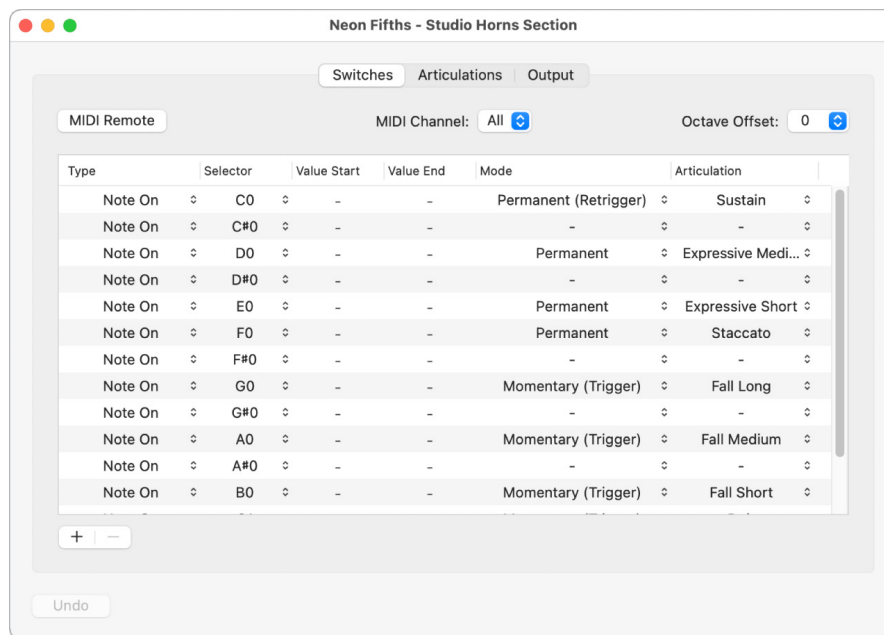 Neon Fifths - Studio Horns Section
Switches Articulations Output
MIDI Remote MIDI Channel: All Octave Offset: 0
Type Selector Value Start Value End Mode Articulation
Note On C0 - - Permanent (Retrigger) Sustain
Note On C#0 - - - -
Note On D0 - - Permanent Expressive Medi...
Note On D#0 - - - -
Note On E0 - - Permanent Expressive Short
Note On F0 - - Permanent Staccato
Note On F#0 - - - -
Note On G0 - - Momentary (Trigger) Fall Long
Note On G#0 - - - -
Note On A0 - - Momentary (Trigger) Fall Medium
Note On A#0 - - - -
Note On B0 - - Momentary (Trigger) Fall Short
+ −
Undo